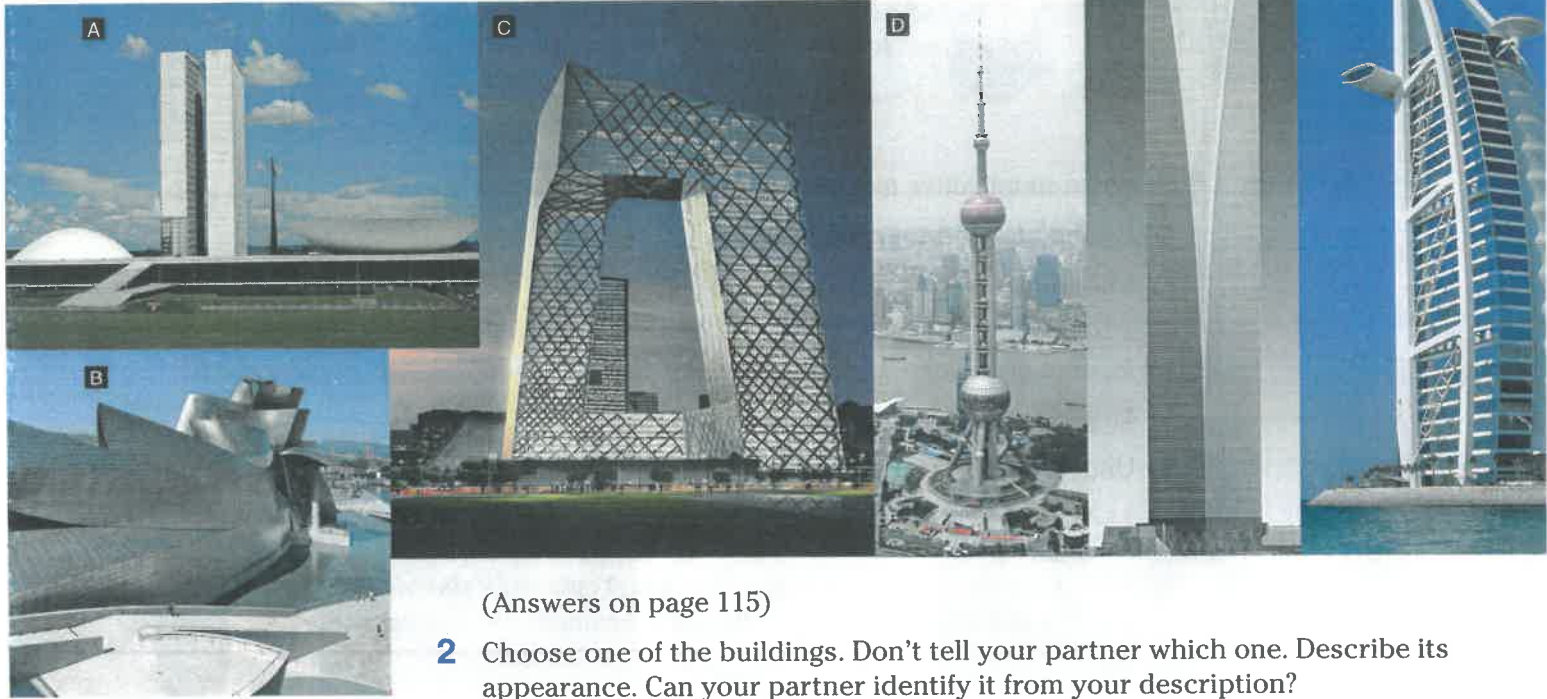 A
C
D
B
(Answers on page 115)
2 Choose one of the buildings. Don't tell your partner which one. Describe its
appearance. Can your partner identify it from your description?